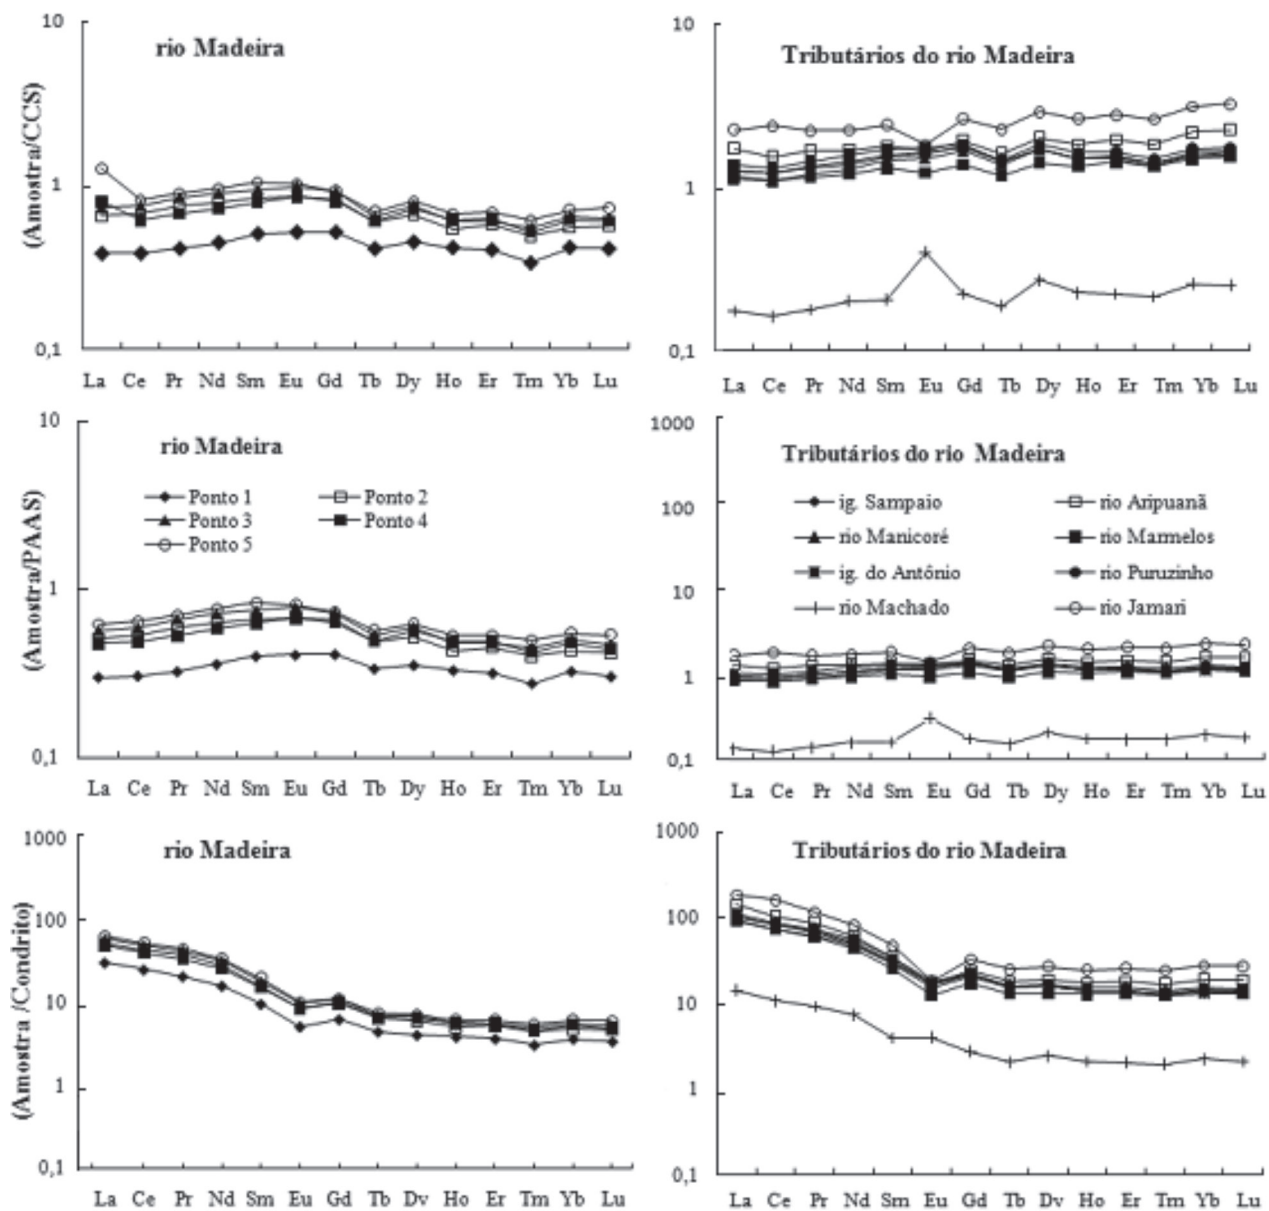 rio Madeira
(Amostra/CCS)
10
1
0,1
La Ce Pr Nd Sm Eu Gd Tb Dy Ho Er Tm Yb Lu
Tributários do rio Madeira
10
1
0,1
La Ce Pr Nd Sm Eu Gd Tb Dy Ho Er Tm Yb Lu
rio Madeira
(Amostra/PAAS)
10
1
0,1
Ponto 1 Ponto 2
Ponto 3 Ponto 4
Ponto 5
La Ce Pr Nd Sm Eu Gd Tb Dy Ho Er Tm Yb Lu
Tributários do rio Madeira
1000
100
10
1
0,1
ig. Sampaio rio Aripuanã
rio Manicoré rio Marmelos
ig. do Antônio rio Puruzinho
rio Machado rio Jamari
La Ce Pr Nd Sm Eu Gd Tb Dy Ho Er Tm Yb Lu
rio Madeira
(Amostra /Condrito)
1000
100
10
1
0,1
La Ce Pr Nd Sm Eu Gd Tb Dv Ho Er Tm Yb Lu
Tributários do rio Madeira
1000
100
10
1
0,1
La Ce Pr Nd Sm Eu Gd Tb Dv Ho Er Tm Yb Lu